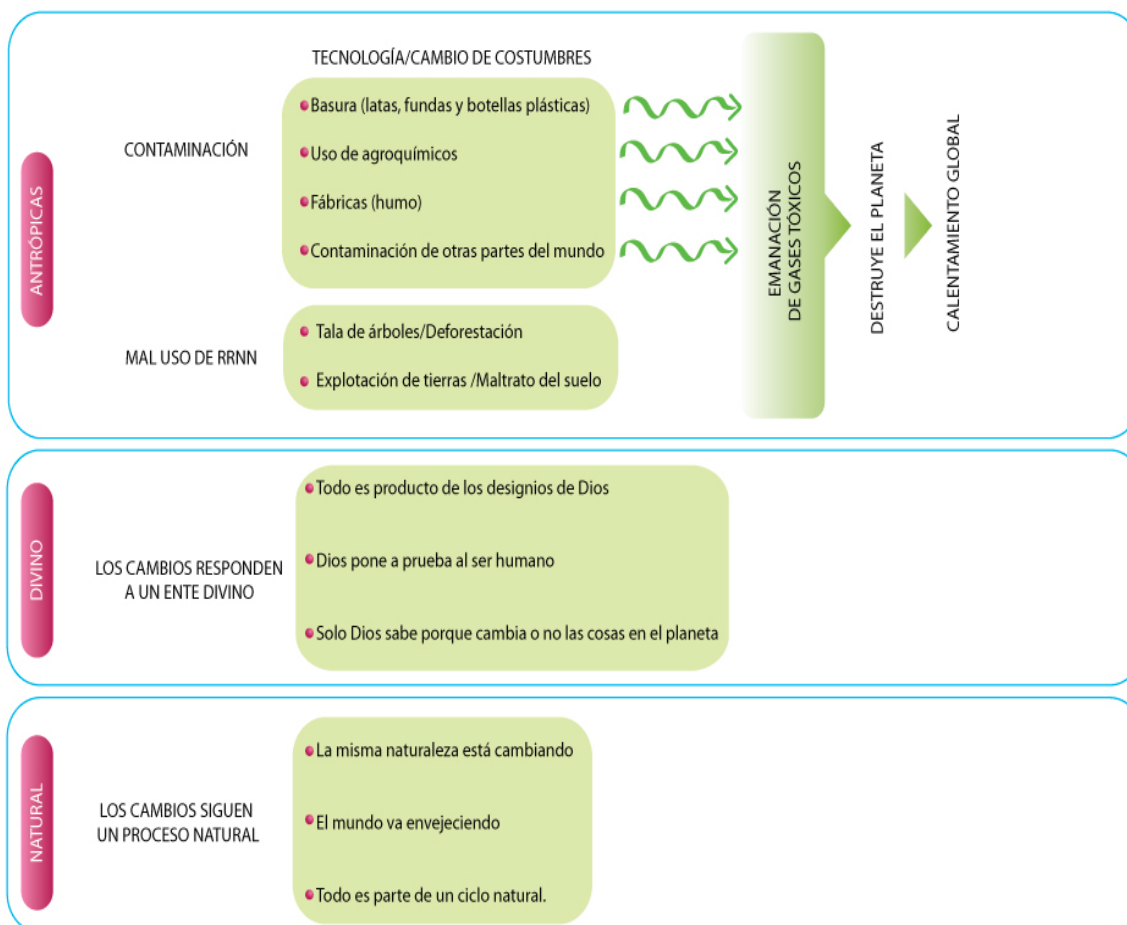 ANTRÓPICAS
TECNOLOGÍA/CAMBIO DE COSTUMBRES
CONTAMINACIÓN
Basura (latas, fundas y botellas plásticas)
Uso de agroquímicos
Fábricas (humo)
Contaminación de otras partes del mundo
MAL USO DE RRNN
Tala de árboles/Deforestación
Explotación de tierras /Maltrato del suelo
EMANACIÓN
DE GASES TÓXICOS
DESTRUYE EL PLANETA
CALENTAMIENTO GLOBAL
DIVINO
LOS CAMBIOS RESPONDEN
A UN ENTE DIVINO
Todo es producto de los designios de Dios
Dios pone a prueba al ser humano
Solo Dios sabe porque cambia o no las cosas en el planeta
NATURAL
LOS CAMBIOS SIGUEN
UN PROCESO NATURAL
La misma naturaleza está cambiando
El mundo va envejeciendo
Todo es parte de un ciclo natural.